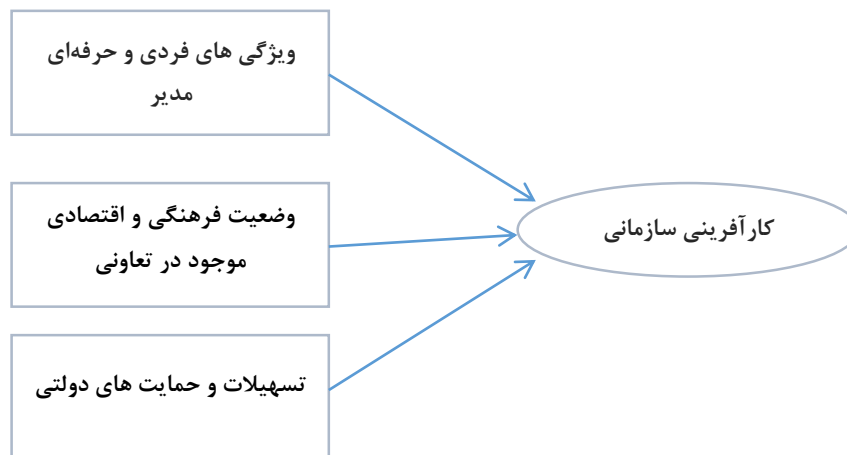 ویژگی های فردی و حرفه‌ای
مدیر
وضعیت فرهنگی و اقتصادی
موجود در تعاونی
تسهیلات و حمایت های دولتی
کارآفرینی سازمانی